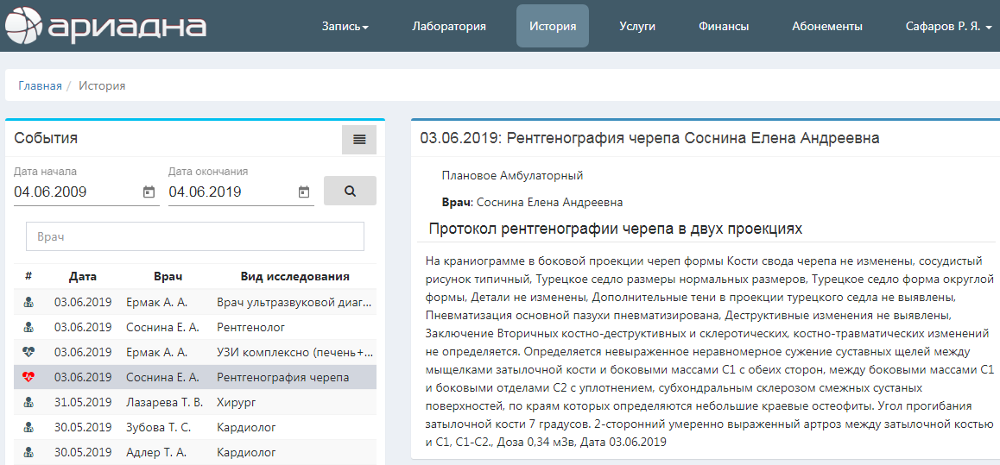 ариадна
Запись
Лаборатория
История
Услуги
Финансы
Абонементы
Сафаров Р. Я.
Главная / История
События
Дата начала
Дата окончания
04.06.2009
04.06.2019
Врач
# Дата Врач Вид исследования
03.06.2019 Ермак А. А. Врач ультразвуковой диаг...
03.06.2019 Соснина Е. А. Рентгенолог
03.06.2019 Ермак А. А. УЗИ комплексно (печень+...
03.06.2019 Соснина Е. А. Рентгенография черепа
31.05.2019 Лазарева Т. В. Хирург
30.05.2019 Зубова Т. С. Кардиолог
30.05.2019 Адлер Т. А. Кардиолог
03.06.2019: Рентгенография черепа Соснина Елена Андреевна
Плановое Амбулаторный
Врач: Соснина Елена Андреевна
Протокол рентгенографии черепа в двух проекциях
На краниограмме в боковой проекции череп формы Кости свода черепа не изменены, сосудистый
рисунок типичный, Турецкое седло размеры нормальных размеров, Турецкое седло форма округлой
формы, Детали не изменены, Дополнительные тени в проекции турецкого седла не выявлены,
Пневматизация основной пазухи пневматизирована, Деструктивные изменения не выявлены,
Заключение Вторичных костно-деструктивных и склеротических, костно-травматических изменений
не определяется. Определяется невыраженное неравномерное сужение суставных щелей между
мыщелками затылочной кости и боковыми массами С1 с обеих сторон, между боковыми массами С1
и боковыми отделами С2 с уплотнением, субхондральным склерозом смежных сустаных
поверхностей, по краям которых определяются небольшие краевые остеофиты. Угол прогибания
затылочной кости 7 градусов. 2-сторонний умеренно выраженный артроз между затылочной костью
и С1, С1-С2., Доза 0,34 мЗв, Дата 03.06.2019